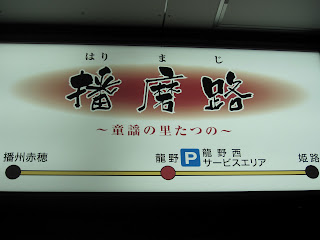 はり ま じ
播磨路
～童謡の里たつの～
播州赤穂 龍野 P 龍野西 姫路
サービスエリア